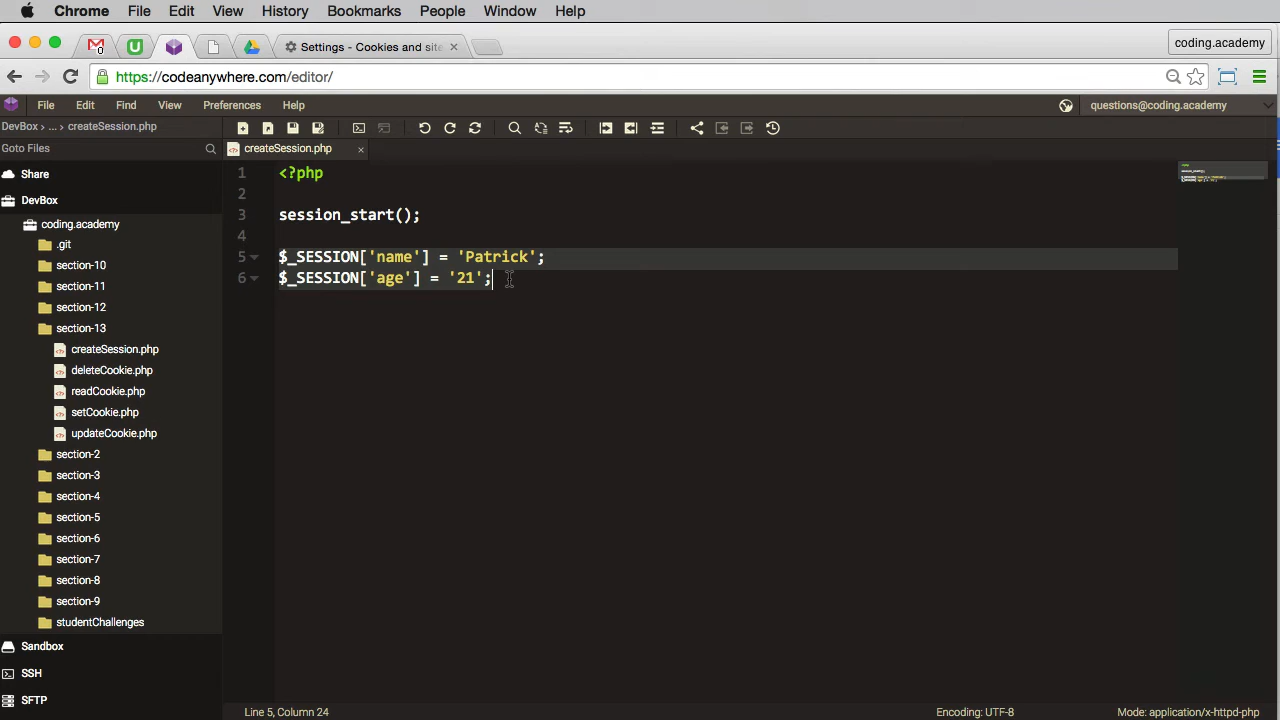 Chrome File Edit View History Bookmarks People Window Help
0 U Settings - Cookies and site × coding.academy
https://codeanywhere.com/editor/
File Edit Find View Preferences Help questions@coding.academy
DevBox > ... > createSession.php
Goto Files
createSession.php ×
Share
DevBox
coding.academy
.git
section-10
section-11
section-12
section-13
createSession.php
deleteCookie.php
readCookie.php
setCookie.php
updateCookie.php
section-2
section-3
section-4
section-5
section-6
section-7
section-8
section-9
studentChallenges
Sandbox
SSH
SFTP
1 <?php
2
3 session_start();
4
5 $_SESSION['name'] = 'Patrick';
6 $_SESSION['age'] = '21';
Line 5, Column 24 Encoding: UTF-8 Mode: application/x-httpd-php